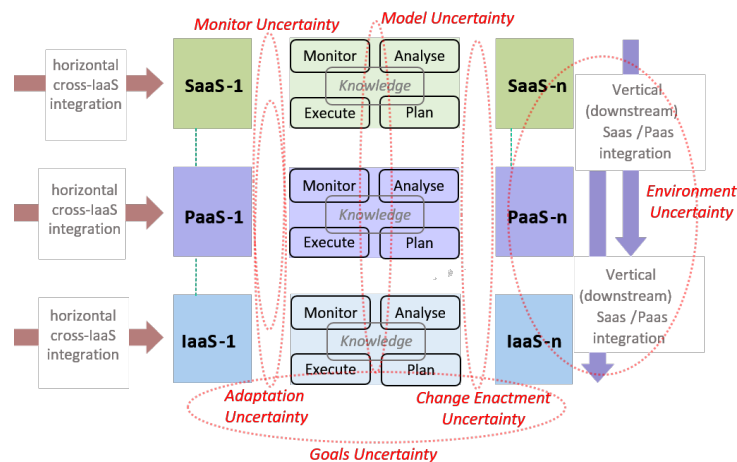 Monitor Uncertainty
Model Uncertainty
horizontal
cross-IaaS
integration
SaaS-1
Monitor
Analyse
Knowledge
Execute
Plan
SaaS-n
Vertical
(downstream)
Saas /Paas
integration
horizontal
cross-IaaS
integration
PaaS-1
Monitor
Analyse
Knowledge
Execute
Plan
PaaS-n
Environment
Uncertainty
horizontal
cross-IaaS
integration
IaaS-1
Monitor
Analyse
Knowledge
Execute
Plan
IaaS-n
Vertical
(downstream)
Saas /Paas
integration
Adaptation
Uncertainty
Change Enactment
Uncertainty
Goals Uncertainty